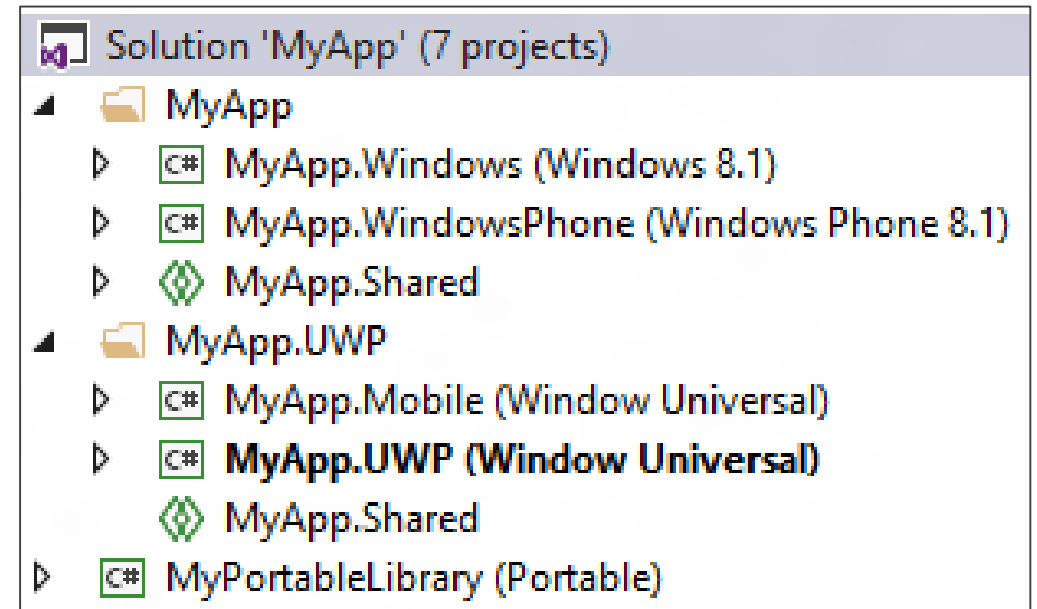 Solution 'MyApp' (7 projects)
MyApp
C# MyApp.Windows (Windows 8.1)
C# MyApp.WindowsPhone (Windows Phone 8.1)
MyApp.Shared
MyApp.UWP
C# MyApp.Mobile (Window Universal)
C# MyApp.UWP (Window Universal)
MyApp.Shared
C# MyPortableLibrary (Portable)